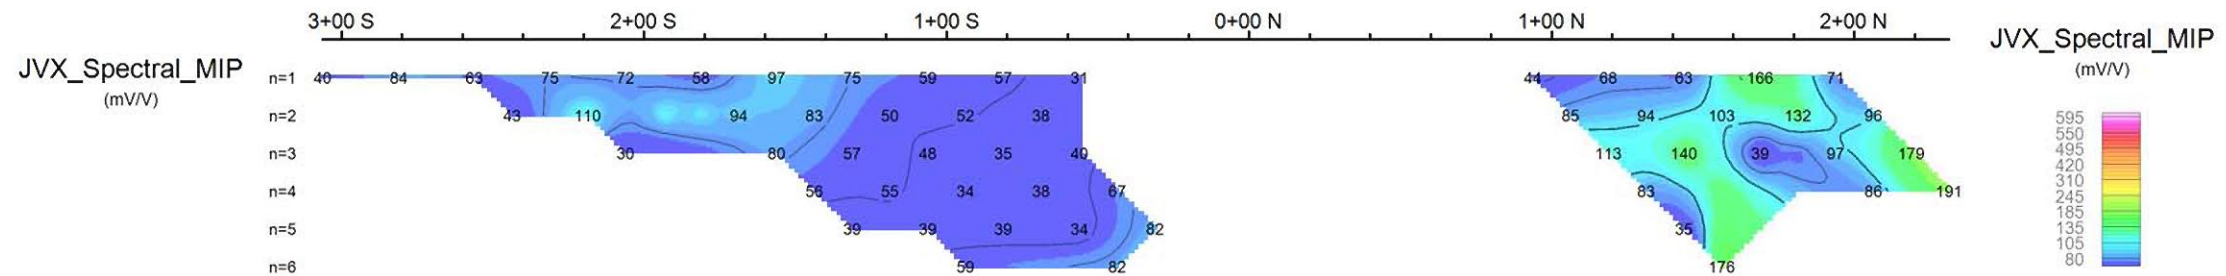 3+00 S 2+00 S 1+00 S 0+00 N 1+00 N 2+00 N
JVX_Spectral_MIP
(mV/V)
n=1 40 84 63 75 72 58 97 75 59 57 31 44 68 63 166 71
n=2 43 110 94 83 50 52 38 85 94 103 132 96
n=3 30 80 57 48 35 40 113 140 39 97 179
n=4 56 55 34 38 67 83 86 191
n=5 39 39 39 34 82 35
n=6 59 82 176
JVX_Spectral_MIP
(mV/V)
595
550
495
420
310
245
185
135
105
80